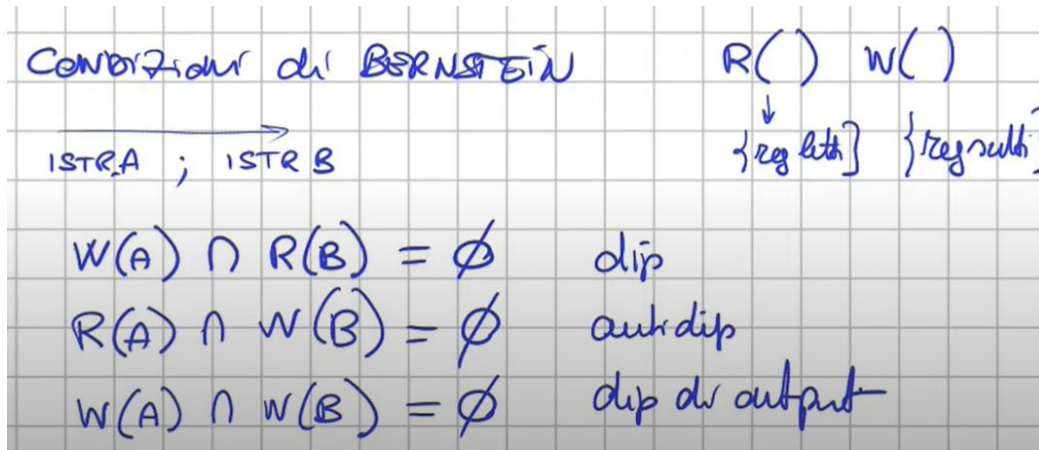 Condizioni di BERNSTEIN R( ) W( )
ISTR A ; ISTR B {reg letti} {reg scritti}
W(A) ∩ R(B) = ∅ dip
R(A) ∩ W(B) = ∅ antidip
W(A) ∩ W(B) = ∅ dip di output